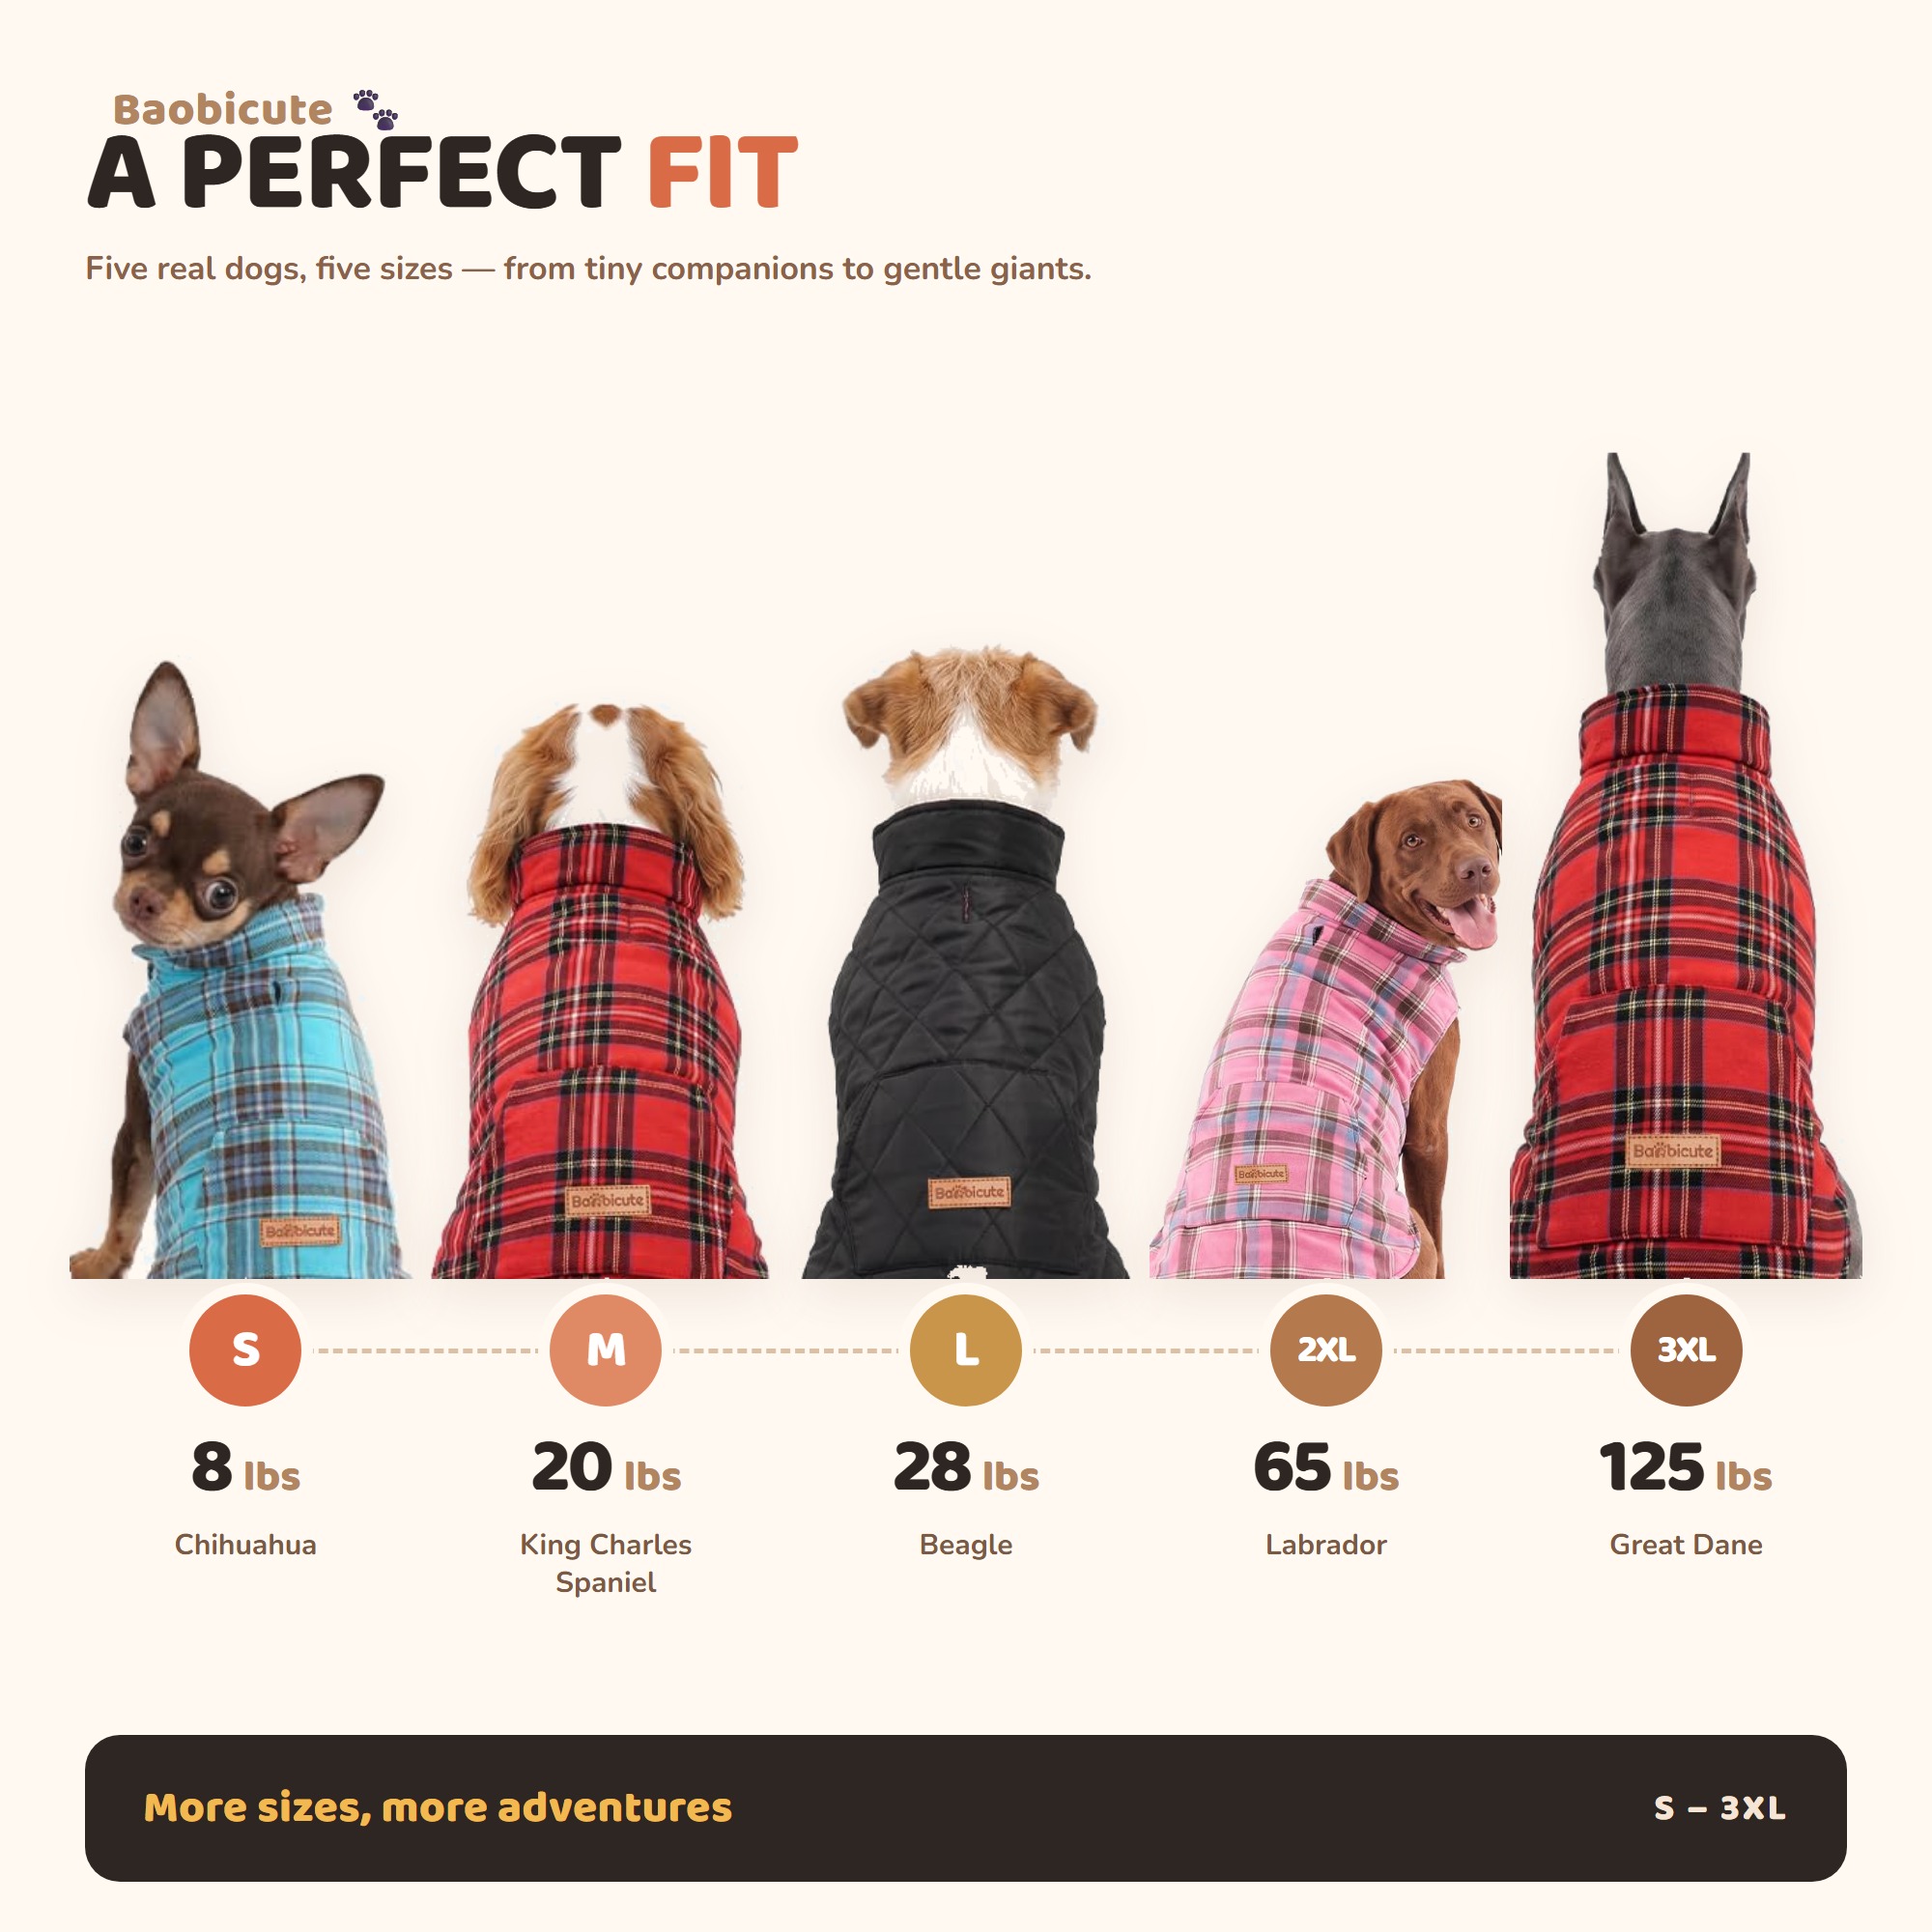 Baobicute
A PERFECT FIT
Five real dogs, five sizes — from tiny companions to gentle giants.
Baobicute
Baobicute
Baobicute
Baobicute
Baobicute
S
M
L
2XL
3XL
8 lbs
20 lbs
28 lbs
65 lbs
125 lbs
Chihuahua
King Charles
Spaniel
Beagle
Labrador
Great Dane
More sizes, more adventures
S – 3XL